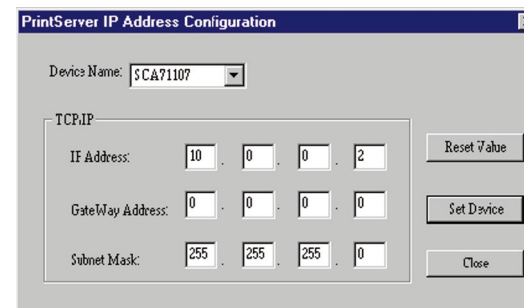 PrintServer IP Address Configuration
Device Name: SCA71107
TCP/IP
IF Address: 10 . 0 . 0 . 2
GateWay Address: 0 . 0 . 0 . 0
Subnet Mask: 255 . 255 . 255 . 0
Reset Value
Set Device
Close